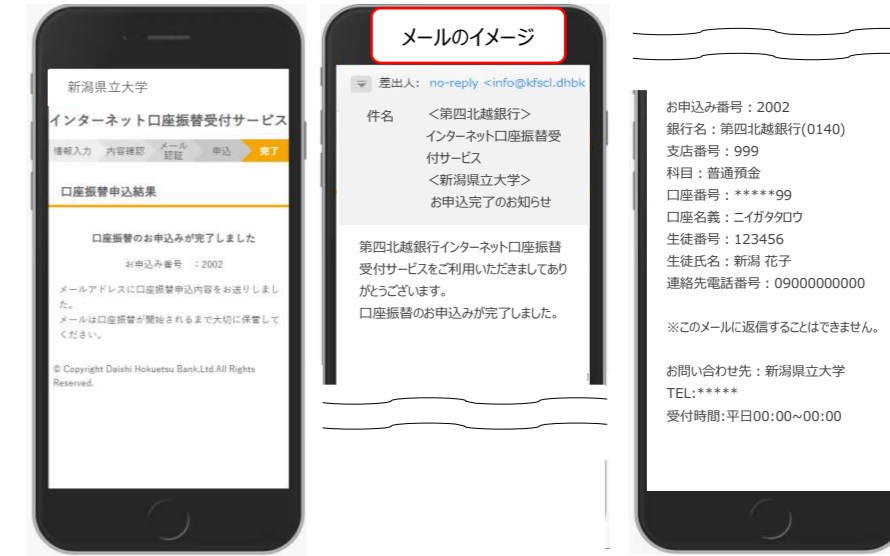 新潟県立大学
インターネット口座振替受付サービス
情報入力 内容確認 メール認証 申込 完了
口座振替申込結果
口座振替のお申込みが完了しました
お申込み番号 :2002
メールアドレスに口座振替申込内容をお送りしまし
た。
メールは口座振替が開始されるまで大切に保管して
ください。
© Copyright Daishi Hokuetsu Bank,Ltd.All Rights
Reserved.
メールのイメージ
差出人: no-reply <info@kfscl.dhbk
件名 <第四北越銀行>
インターネット口座振替受
付サービス
<新潟県立大学>
お申込完了のお知らせ
第四北越銀行インターネット口座振替
受付サービスをご利用いただきましてあり
がとうございます。
口座振替のお申込みが完了しました。
お申込み番号:2002
銀行名:第四北越銀行(0140)
支店番号:999
科目:普通預金
口座番号:*****99
口座名義:ニイガタタロウ
生徒番号:123456
生徒氏名:新潟 花子
連絡先電話番号:09000000000
※このメールに返信することはできません。
お問い合わせ先:新潟県立大学
TEL:*****
受付時間:平日00:00~00:00